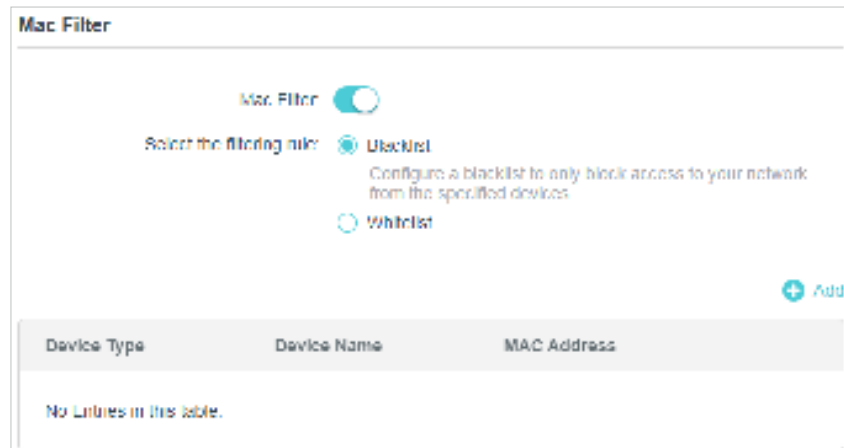 Mac Filter
Mac Filter
Select the filtering rule: Blacklist
Configure a blacklist to only block access to your network
from the specified devices
Whitelist
Add
Device Type Device Name MAC Address
No Entries in this table.